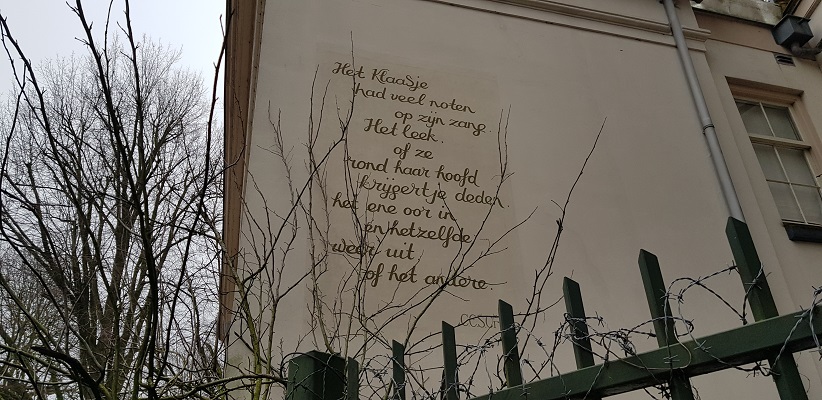 Het Klaasje
had veel noten
op zijn zang.
Het leek
of ze
rond haar hoofd
krijgertje deden
het ene oor in
en hetzelfde
weer uit
of het andere